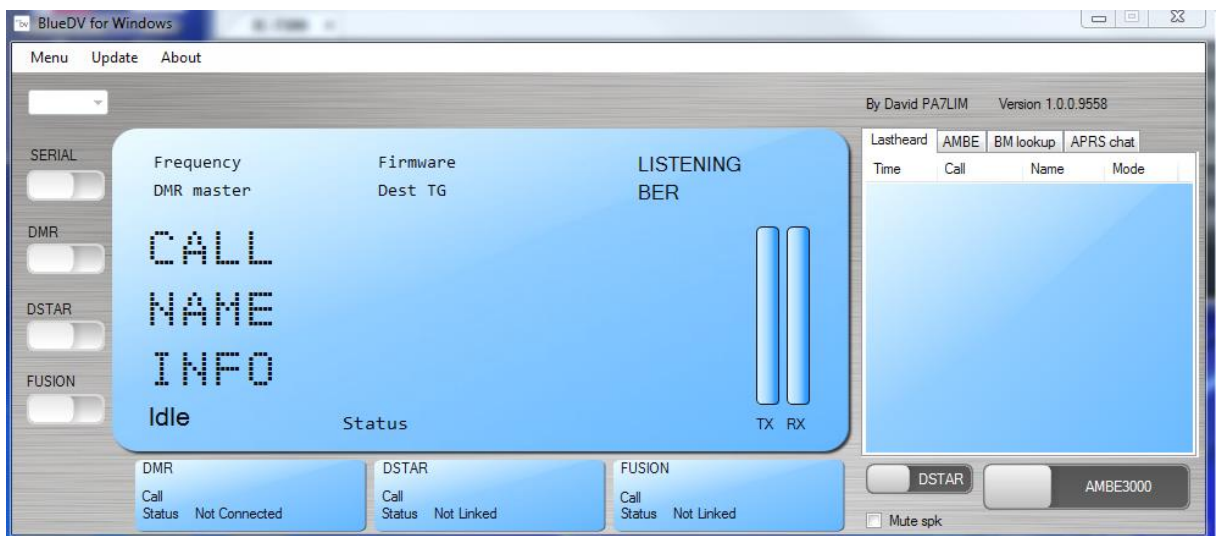 BlueDV for Windows
Menu Update About
By David PA7LIM Version 1.0.0.9558
SERIAL
DMR
DSTAR
FUSION
Frequency Firmware LISTENING
DMR master Dest TG BER
CALL
NAME
INFO
Idle Status TX RX
Lastheard AMBE BM lookup APRS chat
Time Call Name Mode
DMR
Call
Status Not Connected
DSTAR
Call
Status Not Linked
FUSION
Call
Status Not Linked
DSTAR AMBE3000
Mute spk